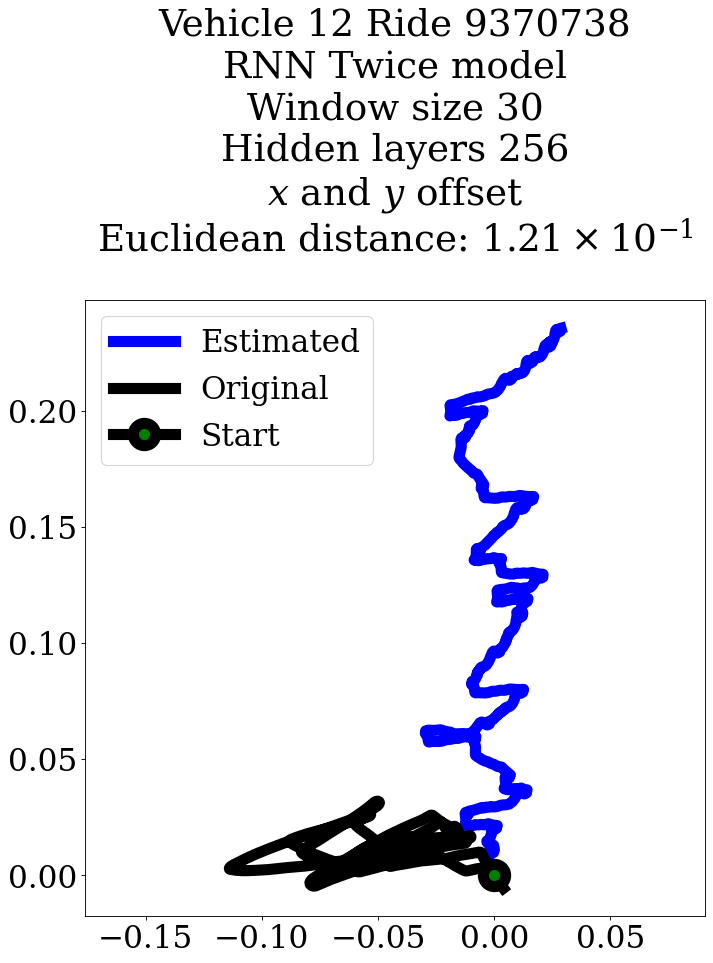 Vehicle 12 Ride 9370738
RNN Twice model
Window size 30
Hidden layers 256
x and y offset
Euclidean distance: 1.21 × 10⁻¹
Estimated
Original
Start
0.20
0.15
0.10
0.05
0.00
−0.15 −0.10 −0.05 0.00 0.05